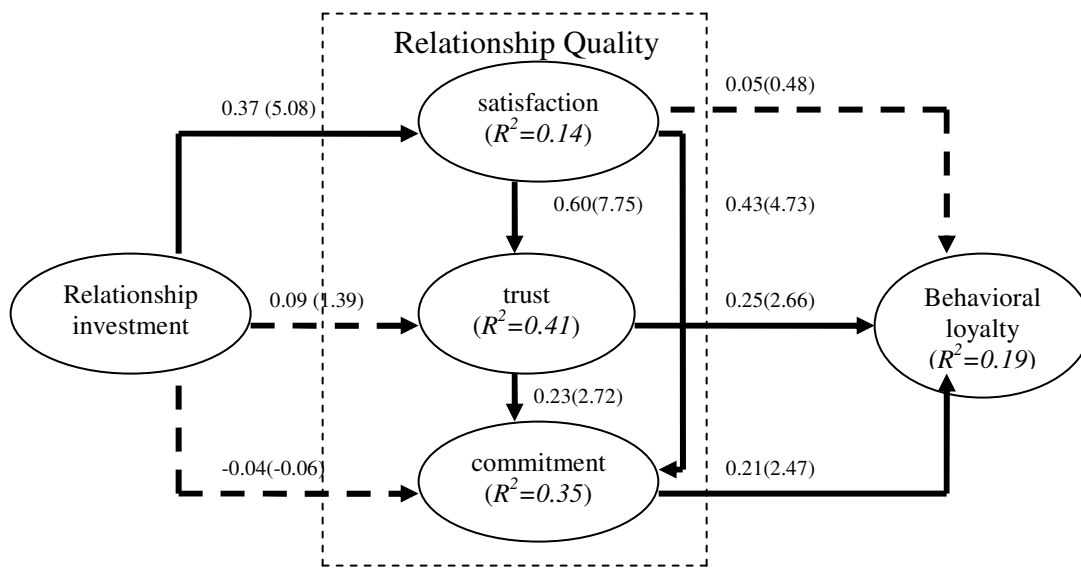 Relationship Quality
0.37 (5.08)
satisfaction
(R²=0.14)
0.05(0.48)
0.60(7.75)
0.43(4.73)
Relationship
investment
0.09 (1.39)
trust
(R²=0.41)
0.25(2.66)
Behavioral
loyalty
(R²=0.19)
0.23(2.72)
-0.04(-0.06)
commitment
(R²=0.35)
0.21(2.47)